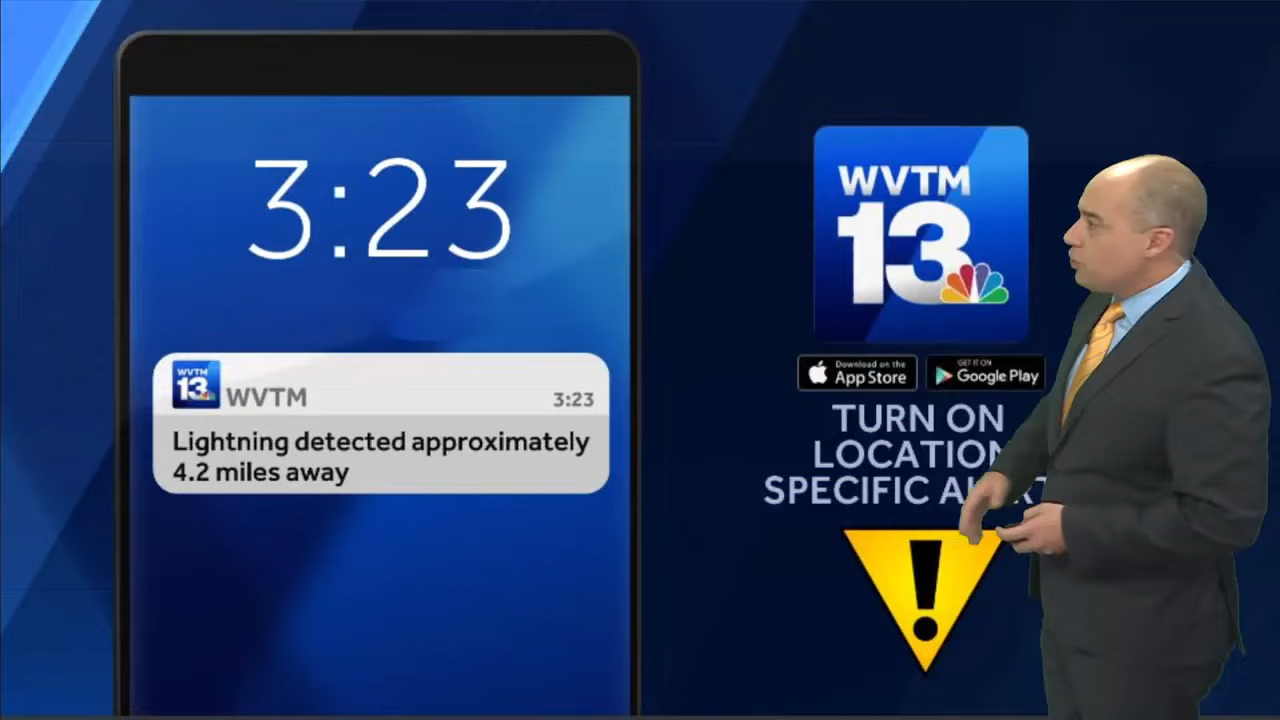 3:23
WVTM
13
WVTM
13
WVTM
3:23
Lightning detected approximately
4.2 miles away
Download on the
App Store
GET IT ON
Google Play
TURN ON
LOCATION
SPECIFIC